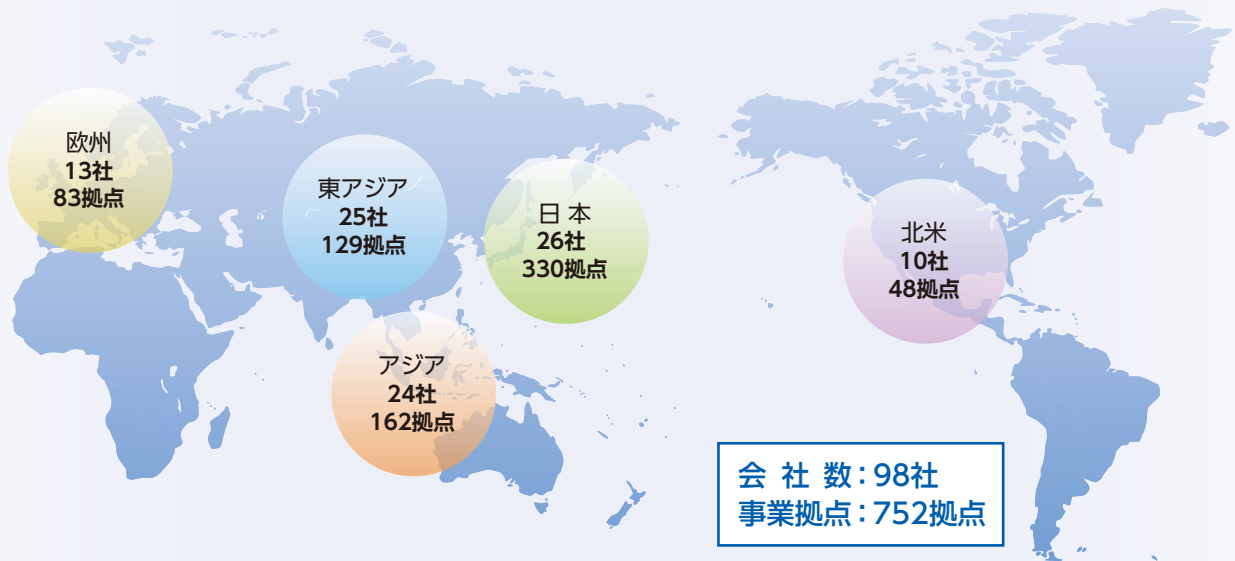 欧州
13社
83拠点
東アジア
25社
129拠点
日 本
26社
330拠点
北米
10社
48拠点
アジア
24社
162拠点
会 社 数：98社
事業拠点：752拠点